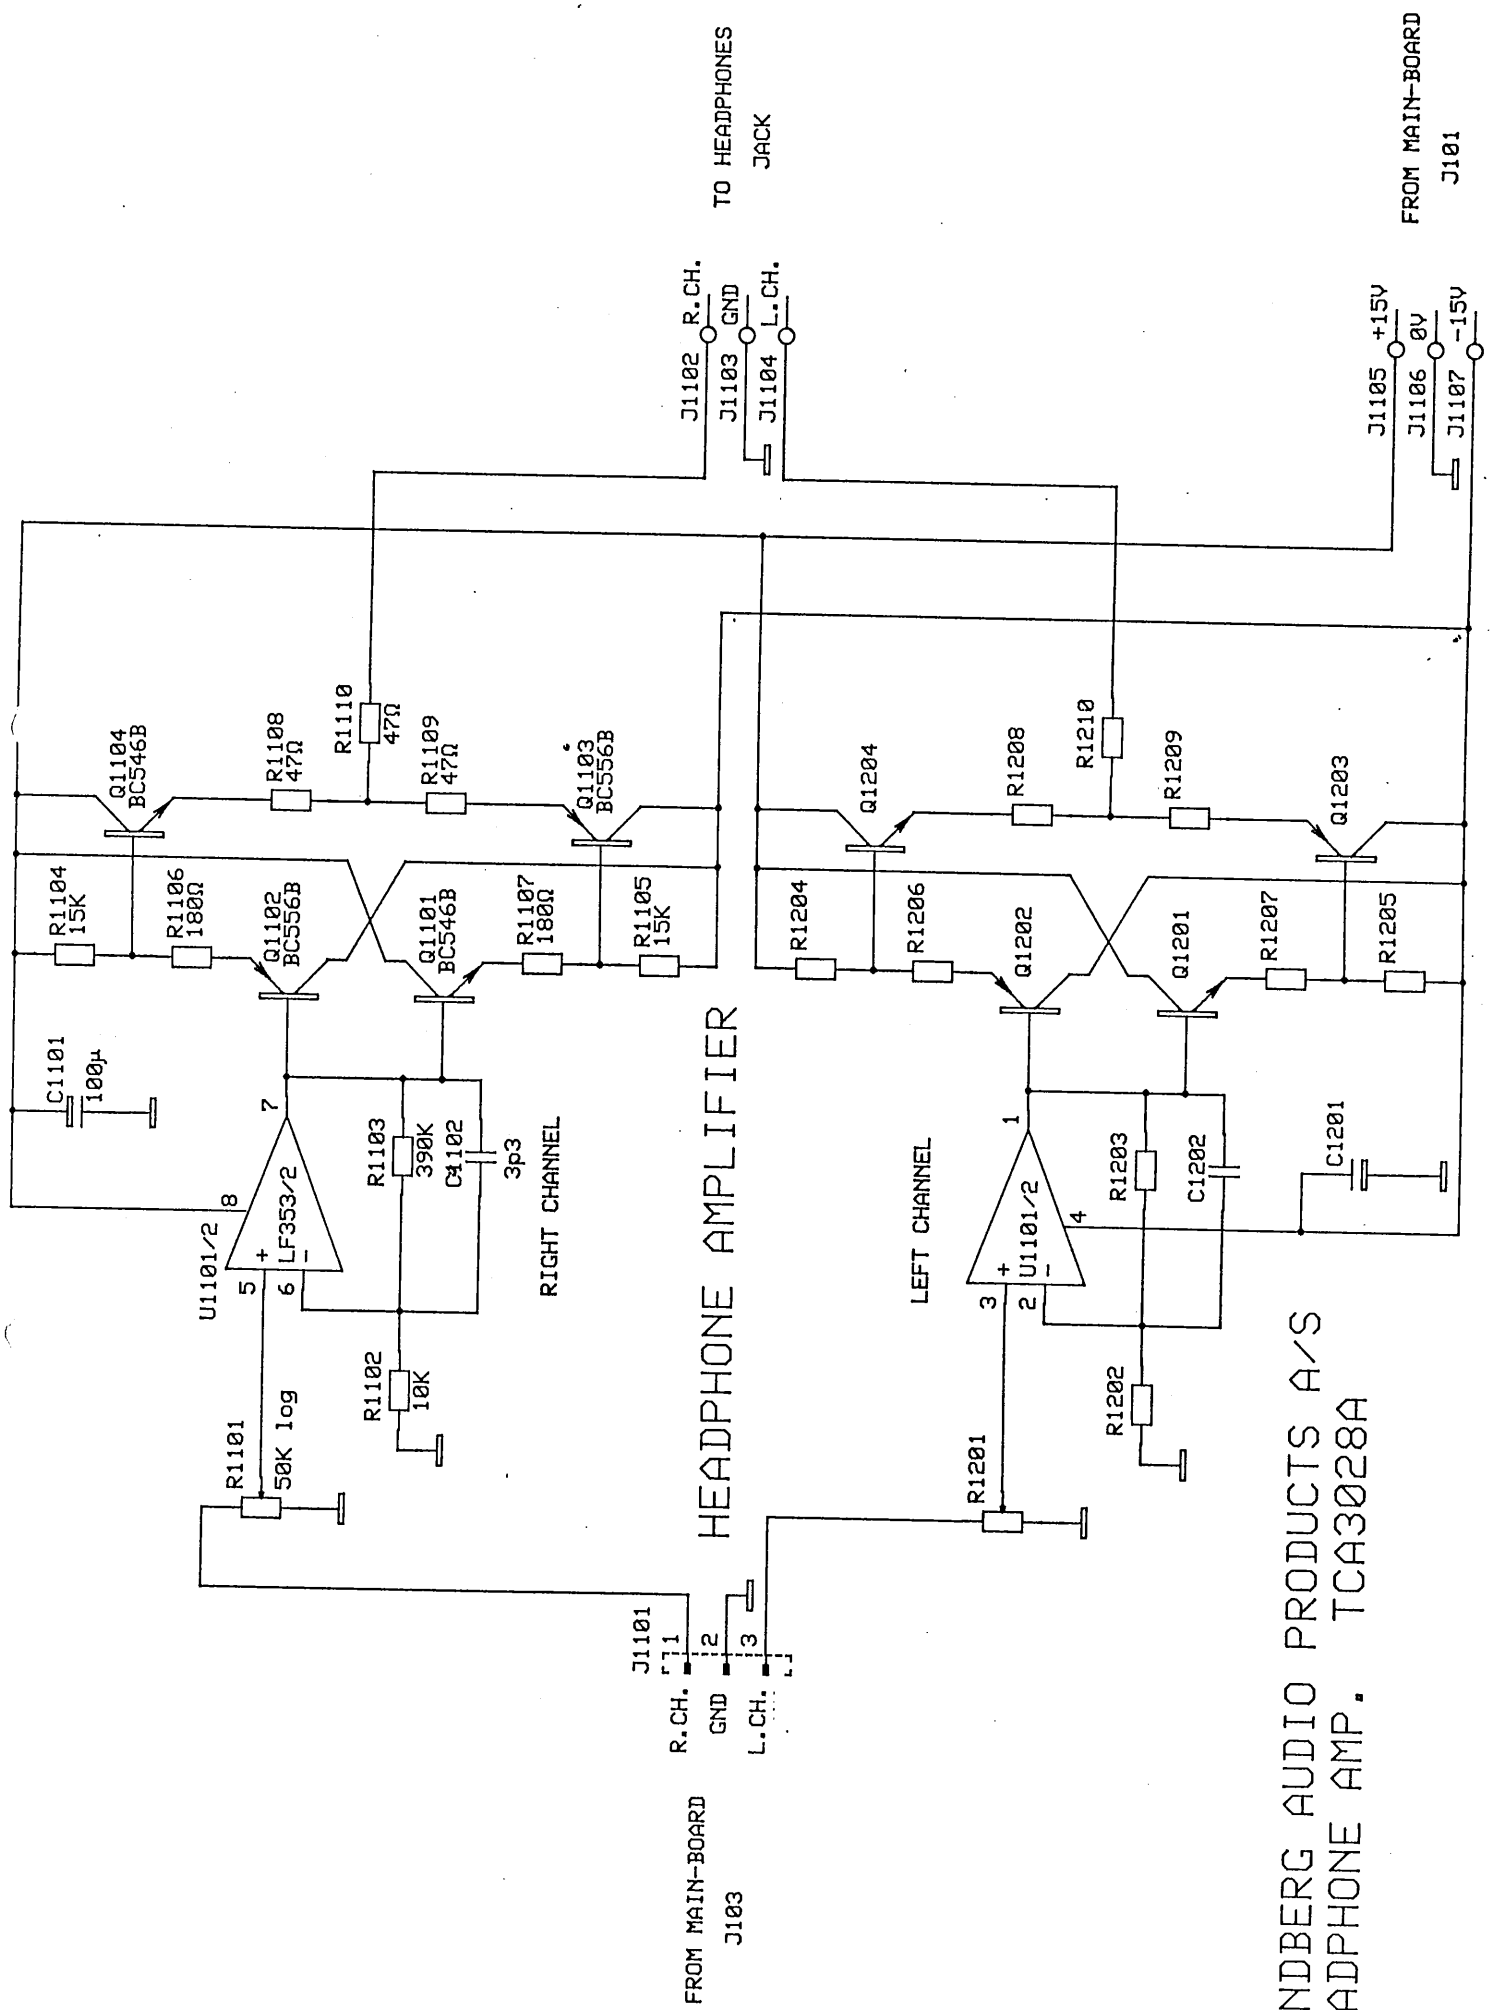 C1101
100µ
R1104
15K
R1106
180Ω
Q1102
BC556B
Q1104
BC546B
R1108
47Ω
R1110
47Ω
R1109
47Ω
Q1103
BC556B
Q1101
BC546B
R1107
180Ω
R1105
15K
U1101/2
8
7
5
+
LF353/2
6
-
R1103
390K
C1102
3p3
R1101
50K log
R1102
10K
RIGHT CHANNEL
HEADPHONE AMPLIFIER
FROM MAIN-BOARD
J103
J1101
R.CH.
1
GND
2
L.CH.
3
J1102
R.CH.
J1103
GND
J1104
L.CH.
TO HEADPHONES
JACK
LEFT CHANNEL
R1201
R1202
3
+
U1101/2
2
-
1
4
R1203
C1202
C1201
R1204
R1206
Q1202
Q1201
R1207
R1205
Q1204
R1208
R1210
R1209
Q1203
J1105
+15V
J1106
0V
J1107
-15V
FROM MAIN-BOARD
J101
NDBERG AUDIO PRODUCTS A/S
ADPHONE AMP. TCA3028A